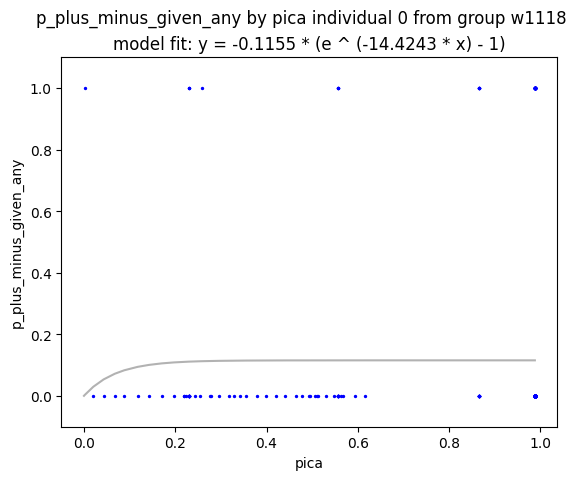 p_plus_minus_given_any by pica individual 0 from group w1118
model fit: y = -0.1155 * (e ^ (-14.4243 * x) - 1)
1.0
0.8
0.6
0.4
0.2
0.0
p_plus_minus_given_any
0.0 0.2 0.4 0.6 0.8 1.0
pica